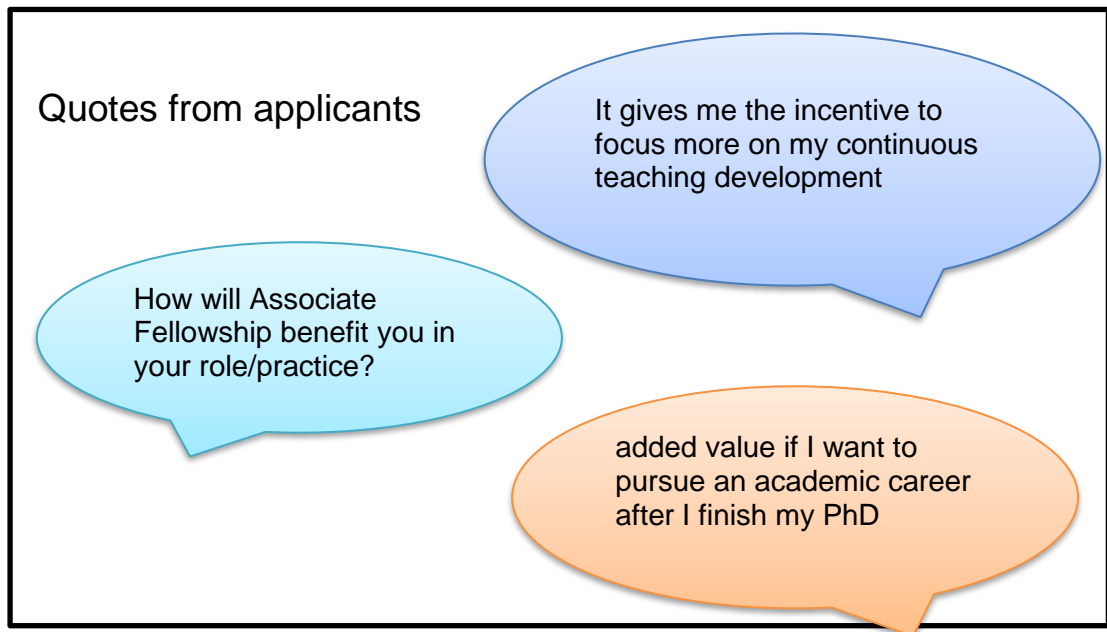 Quotes from applicants
It gives me the incentive to
focus more on my continuous
teaching development
How will Associate
Fellowship benefit you in
your role/practice?
added value if I want to
pursue an academic career
after I finish my PhD